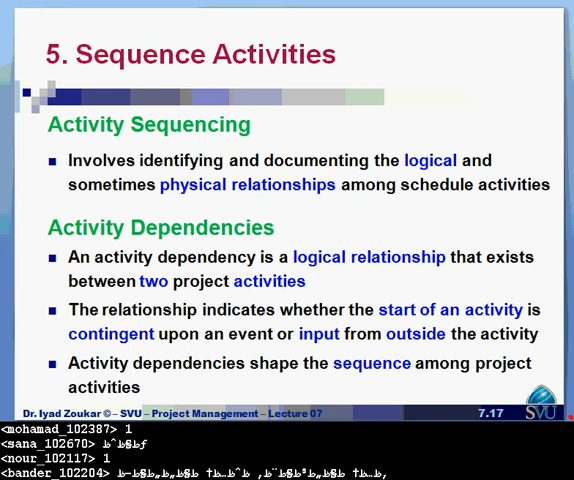 5. Sequence Activities
Activity Sequencing
Involves identifying and documenting the logical and
sometimes physical relationships among schedule activities
Activity Dependencies
An activity dependency is a logical relationship that exists
between two project activities
The relationship indicates whether the start of an activity is
contingent upon an event or input from outside the activity
Activity dependencies shape the sequence among project
activities
Dr. Iyad Zoukar © – SVU – Project Management – Lecture 07
7.17
SVU
<mohamad_102387> 1
<sana_102670>
<nour_102117> 1
<bander_102204>